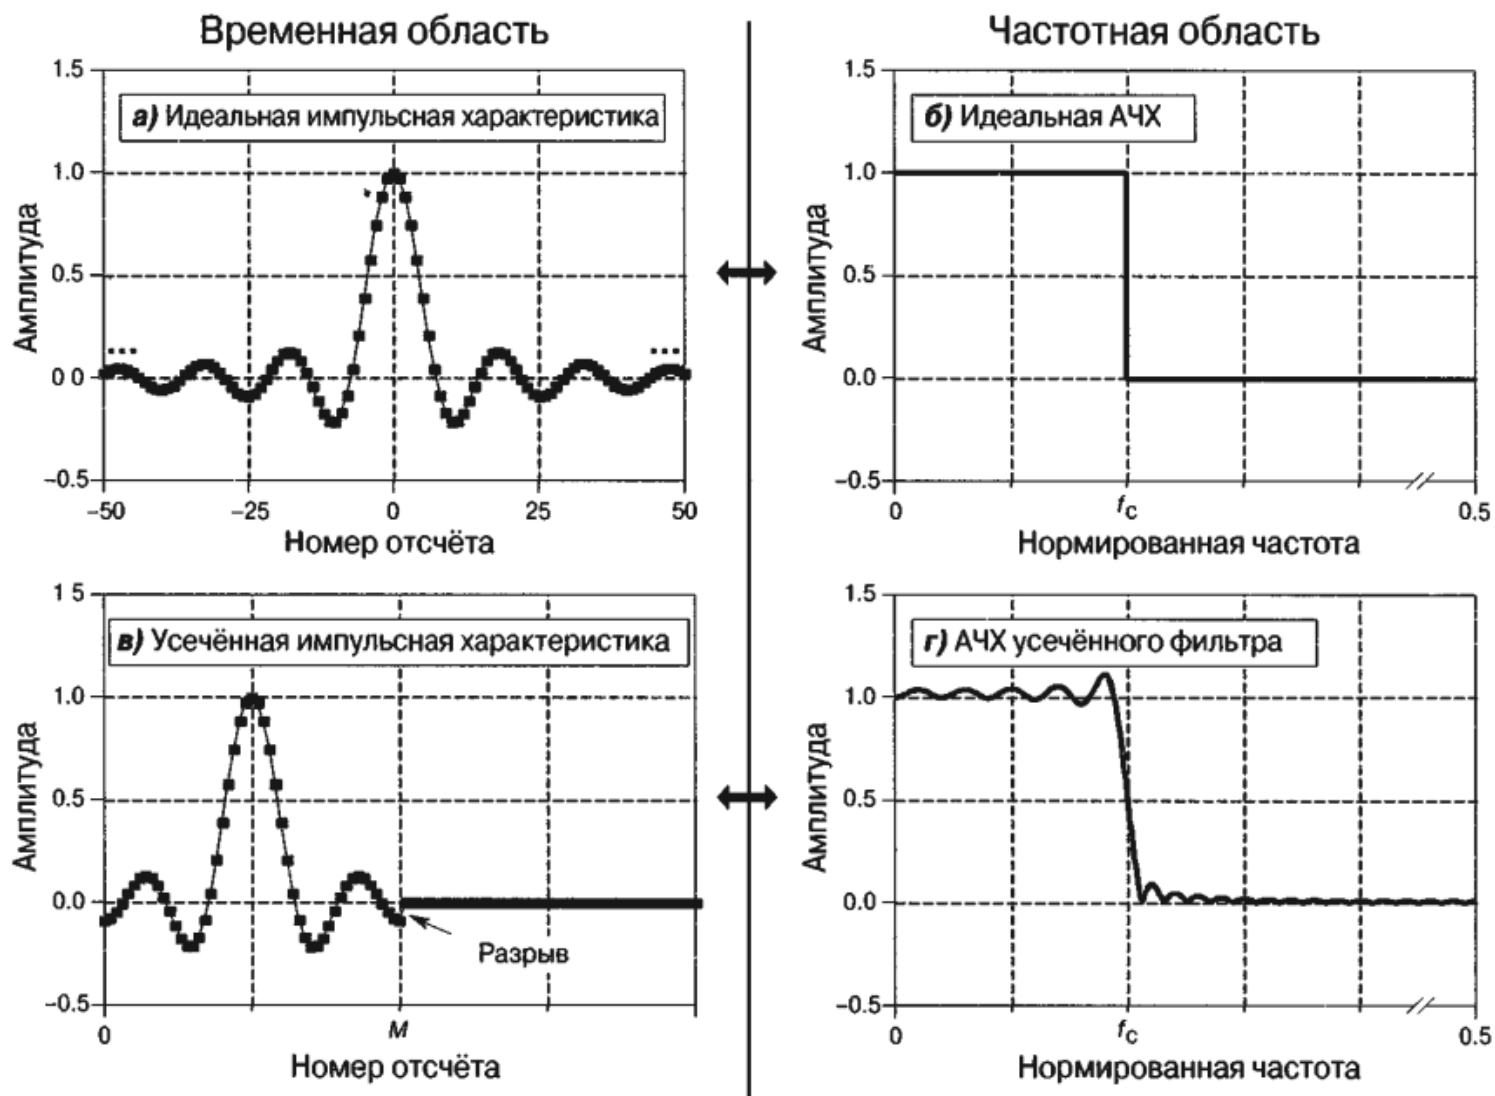 Временная область
Частотная область
1.5
а) Идеальная импульсная характеристика
1.0
0.5
0.0
–0.5
Амплитуда
...
...
–50
–25
0
25
50
Номер отсчёта
1.5
б) Идеальная АЧХ
1.0
0.5
0.0
–0.5
Амплитуда
0
fc
0.5
Нормированная частота
1.5
в) Усечённая импульсная характеристика
1.0
0.5
0.0
–0.5
Амплитуда
Разрыв
0
M
Номер отсчёта
1.5
г) АЧХ усечённого фильтра
1.0
0.5
0.0
–0.5
Амплитуда
0
fc
0.5
Нормированная частота